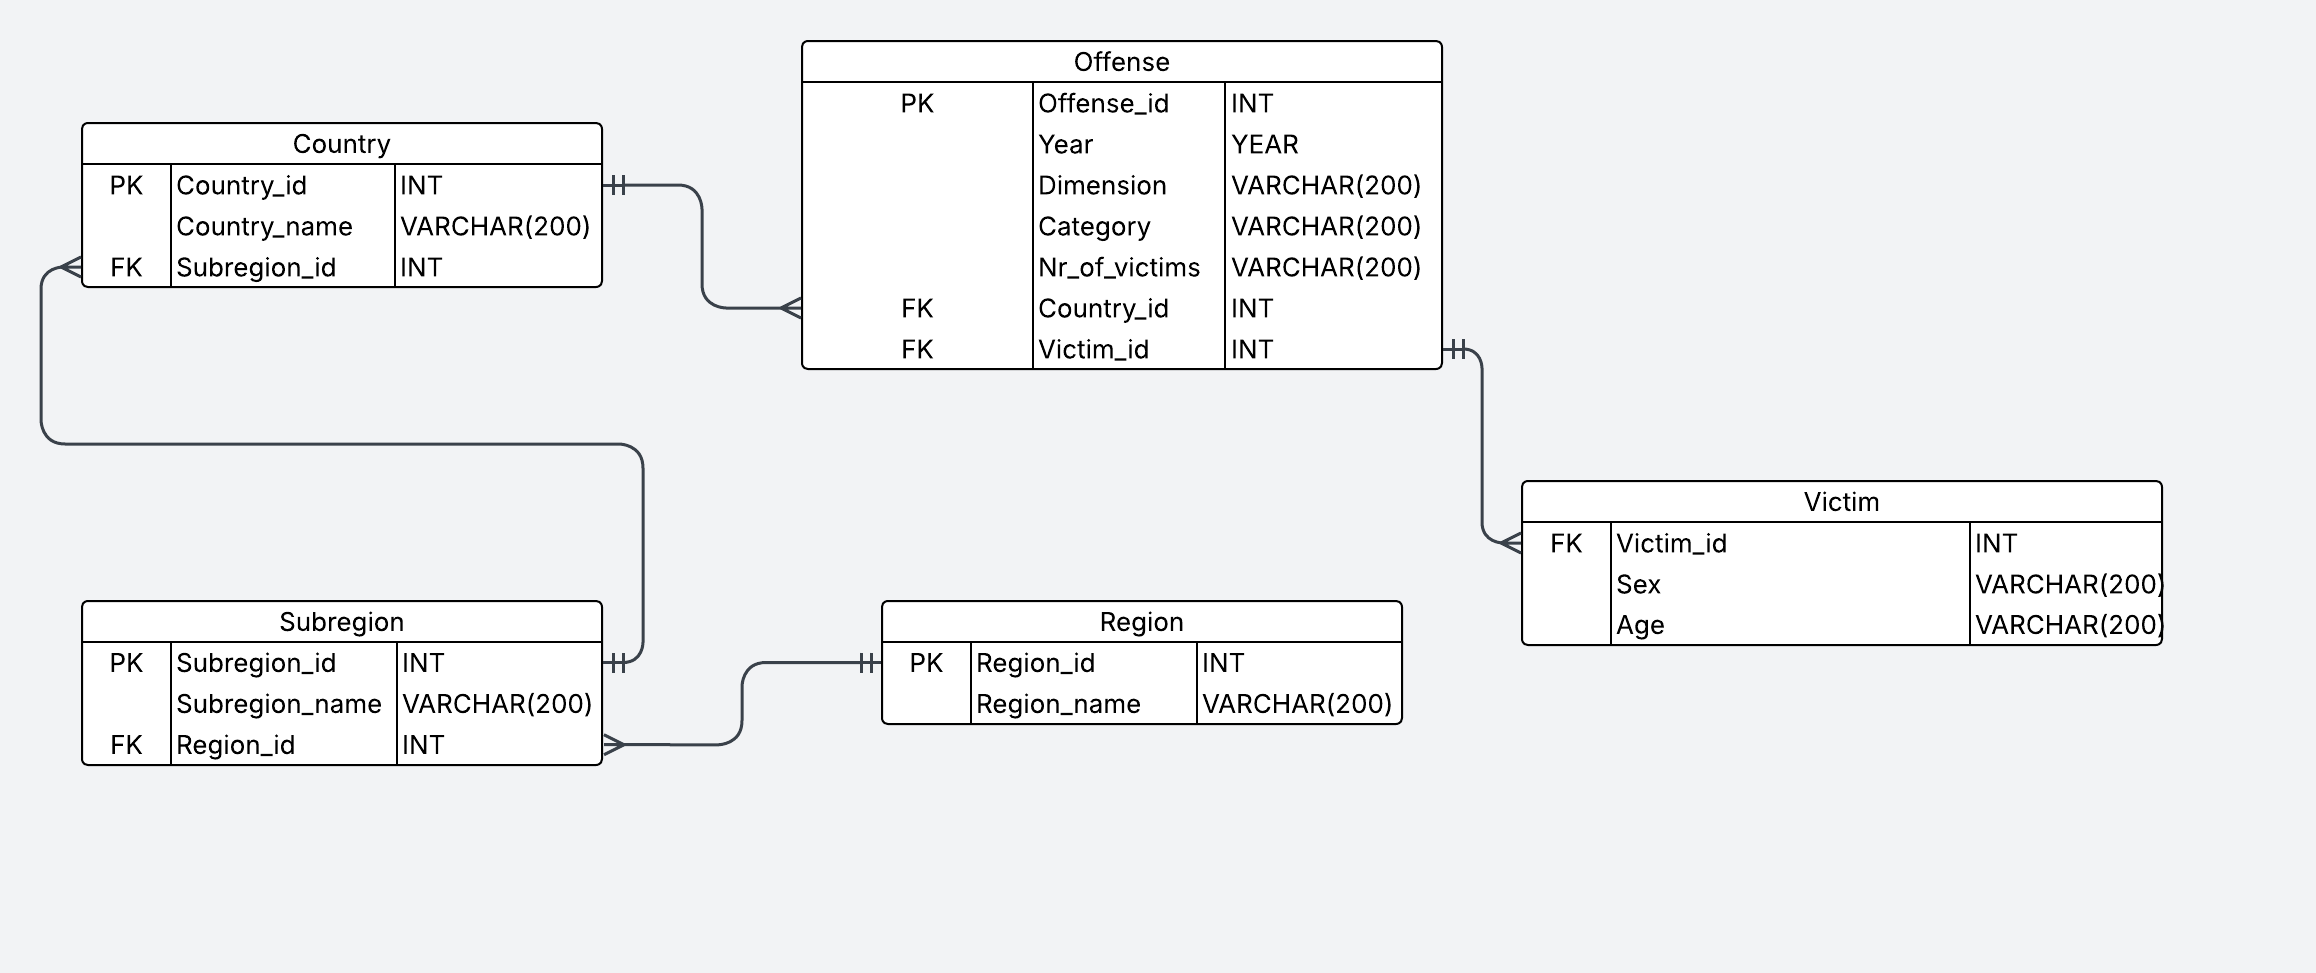 Offense
PK Offense_id INT
Year YEAR
Dimension VARCHAR(200)
Category VARCHAR(200)
Nr_of_victims VARCHAR(200)
FK Country_id INT
FK Victim_id INT
Country
PK Country_id INT
Country_name VARCHAR(200)
FK Subregion_id INT
Victim
FK Victim_id INT
Sex VARCHAR(200)
Age VARCHAR(200)
Subregion
PK Subregion_id INT
Subregion_name VARCHAR(200)
FK Region_id INT
Region
PK Region_id INT
Region_name VARCHAR(200)